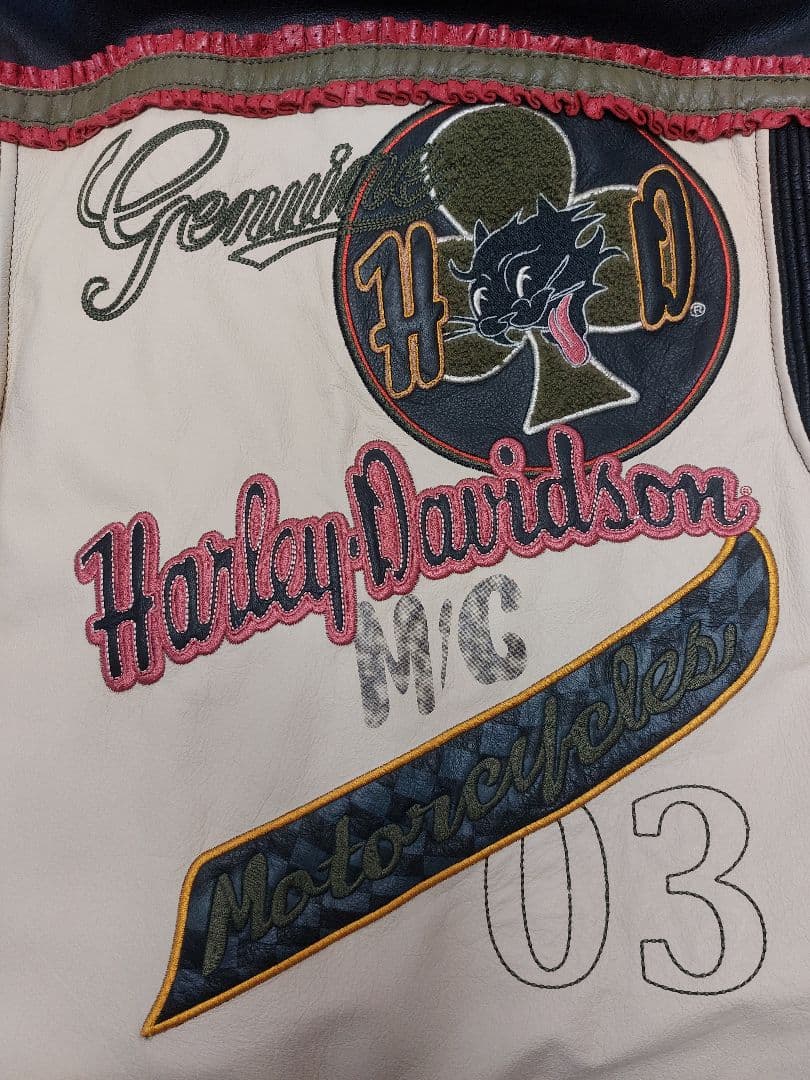 Genuine
H D ®
Harley-Davidson®
M/C
Motorcycles
03